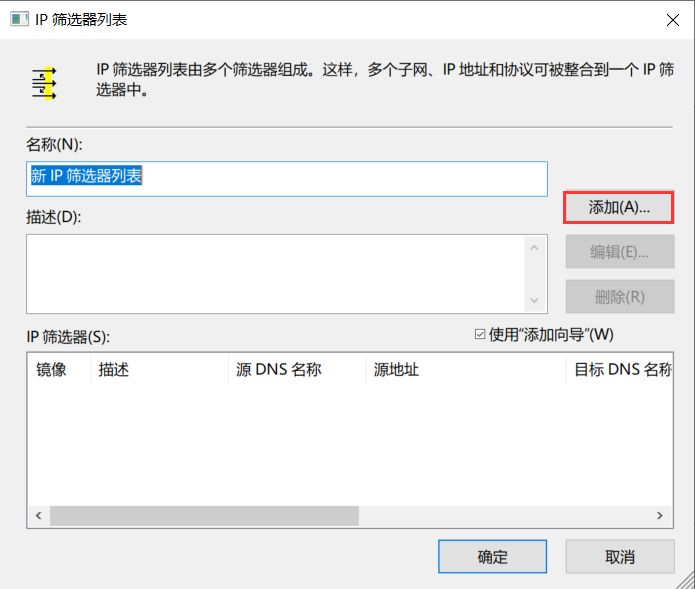 IP 筛选器列表
IP 筛选器列表由多个筛选器组成。这样，多个子网、IP 地址和协议可被整合到一个 IP 筛
选器中。
名称(N):
新 IP 筛选器列表
添加(A)...
描述(D):
编辑(E)...
删除(R)
IP 筛选器(S):
使用“添加向导”(W)
镜像 描述 源 DNS 名称 源地址 目标 DNS 名称
确定 取消